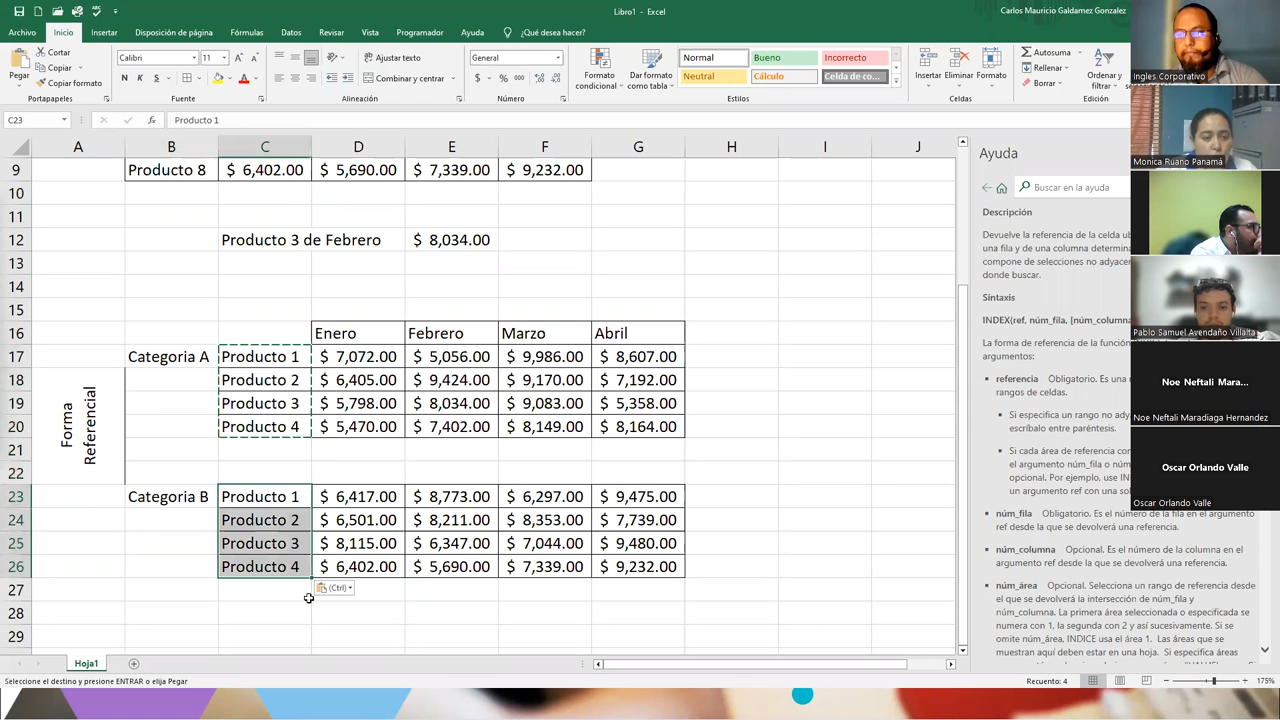 Libro1 - Excel
Carlos Mauricio Galdamez Gonzalez
Archivo Inicio Insertar Disposición de página Fórmulas Datos Revisar Vista Programador Ayuda ¿Qué desea hacer?
Pegar
Cortar
Copiar
Copiar formato
Portapapeles
Calibri 11
N K S
Fuente
Ajustar texto
Combinar y centrar
Alineación
General
$ % 000
Número
Formato condicional
Dar formato como tabla
Normal Bueno Incorrecto
Neutral Cálculo Celda de co...
Estilos
Insertar Eliminar Formato
Celdas
Autosuma
Rellenar
Borrar
Ordenar y filtrar
Edición
C23 fx Producto 1
A B C D E F G H I J
9 Producto 8 $ 6,402.00 $ 5,690.00 $ 7,339.00 $ 9,232.00
10
11
12 Producto 3 de Febrero $ 8,034.00
13
14
15
16 Enero Febrero Marzo Abril
17 Categoria A Producto 1 $ 7,072.00 $ 5,056.00 $ 9,986.00 $ 8,607.00
18 Producto 2 $ 6,405.00 $ 9,424.00 $ 9,170.00 $ 7,192.00
19 Producto 3 $ 5,798.00 $ 8,034.00 $ 9,083.00 $ 5,358.00
20 Producto 4 $ 5,470.00 $ 7,402.00 $ 8,149.00 $ 8,164.00
Forma
Referencial
21
22
23 Categoria B Producto 1 $ 6,417.00 $ 8,773.00 $ 6,297.00 $ 9,475.00
24 Producto 2 $ 6,501.00 $ 8,211.00 $ 8,353.00 $ 7,739.00
25 Producto 3 $ 8,115.00 $ 6,347.00 $ 7,044.00 $ 9,480.00
26 Producto 4 $ 6,402.00 $ 5,690.00 $ 7,339.00 $ 9,232.00
27 (Ctrl)
28
29
Hoja1
Seleccione el destino y presione ENTRAR o elija Pegar
Recuento: 4
175%
Ayuda
Buscar en la ayuda
Descripción
Devuelve la referencia de la celda ub
una fila y de una columna determina
compone de selecciones no adyacen
donde buscar.
Sintaxis
INDEX(ref, núm_fila, [núm_column
La forma de referencia de la función
argumentos:
referencia Obligatorio. Es una r
rangos de celdas.
Si especifica un rango no ady
escríbalo entre paréntesis.
Si cada área de referencia con
el argumento núm_fila o núm
opcional. Por ejemplo, use IN
un argumento ref con una sol
núm_fila Obligatorio. Es el número de la fila en el argumento
ref desde la que se devolverá una referencia.
núm_columna Opcional. Es el número de la columna en el
argumento ref desde la que se devolverá una referencia.
núm_área Opcional. Selecciona un rango de referencia desde
el que se devolverá la intersección de núm_fila y
núm_columna. La primera área seleccionada o especificada se
numera con 1, la segunda con 2 y así sucesivamente. Si se
omite núm_área, INDICE usa el área 1. Las áreas que se
muestran aquí deben estar en una hoja. Si especifica áreas
Ingles Corporativo
Monica Ruano Panamá
Pablo Samuel Avendaño Villalta
Noe Neftali Mara...
Noe Neftali Maradiaga Hernandez
Oscar Orlando Valle
Oscar Orlando Valle